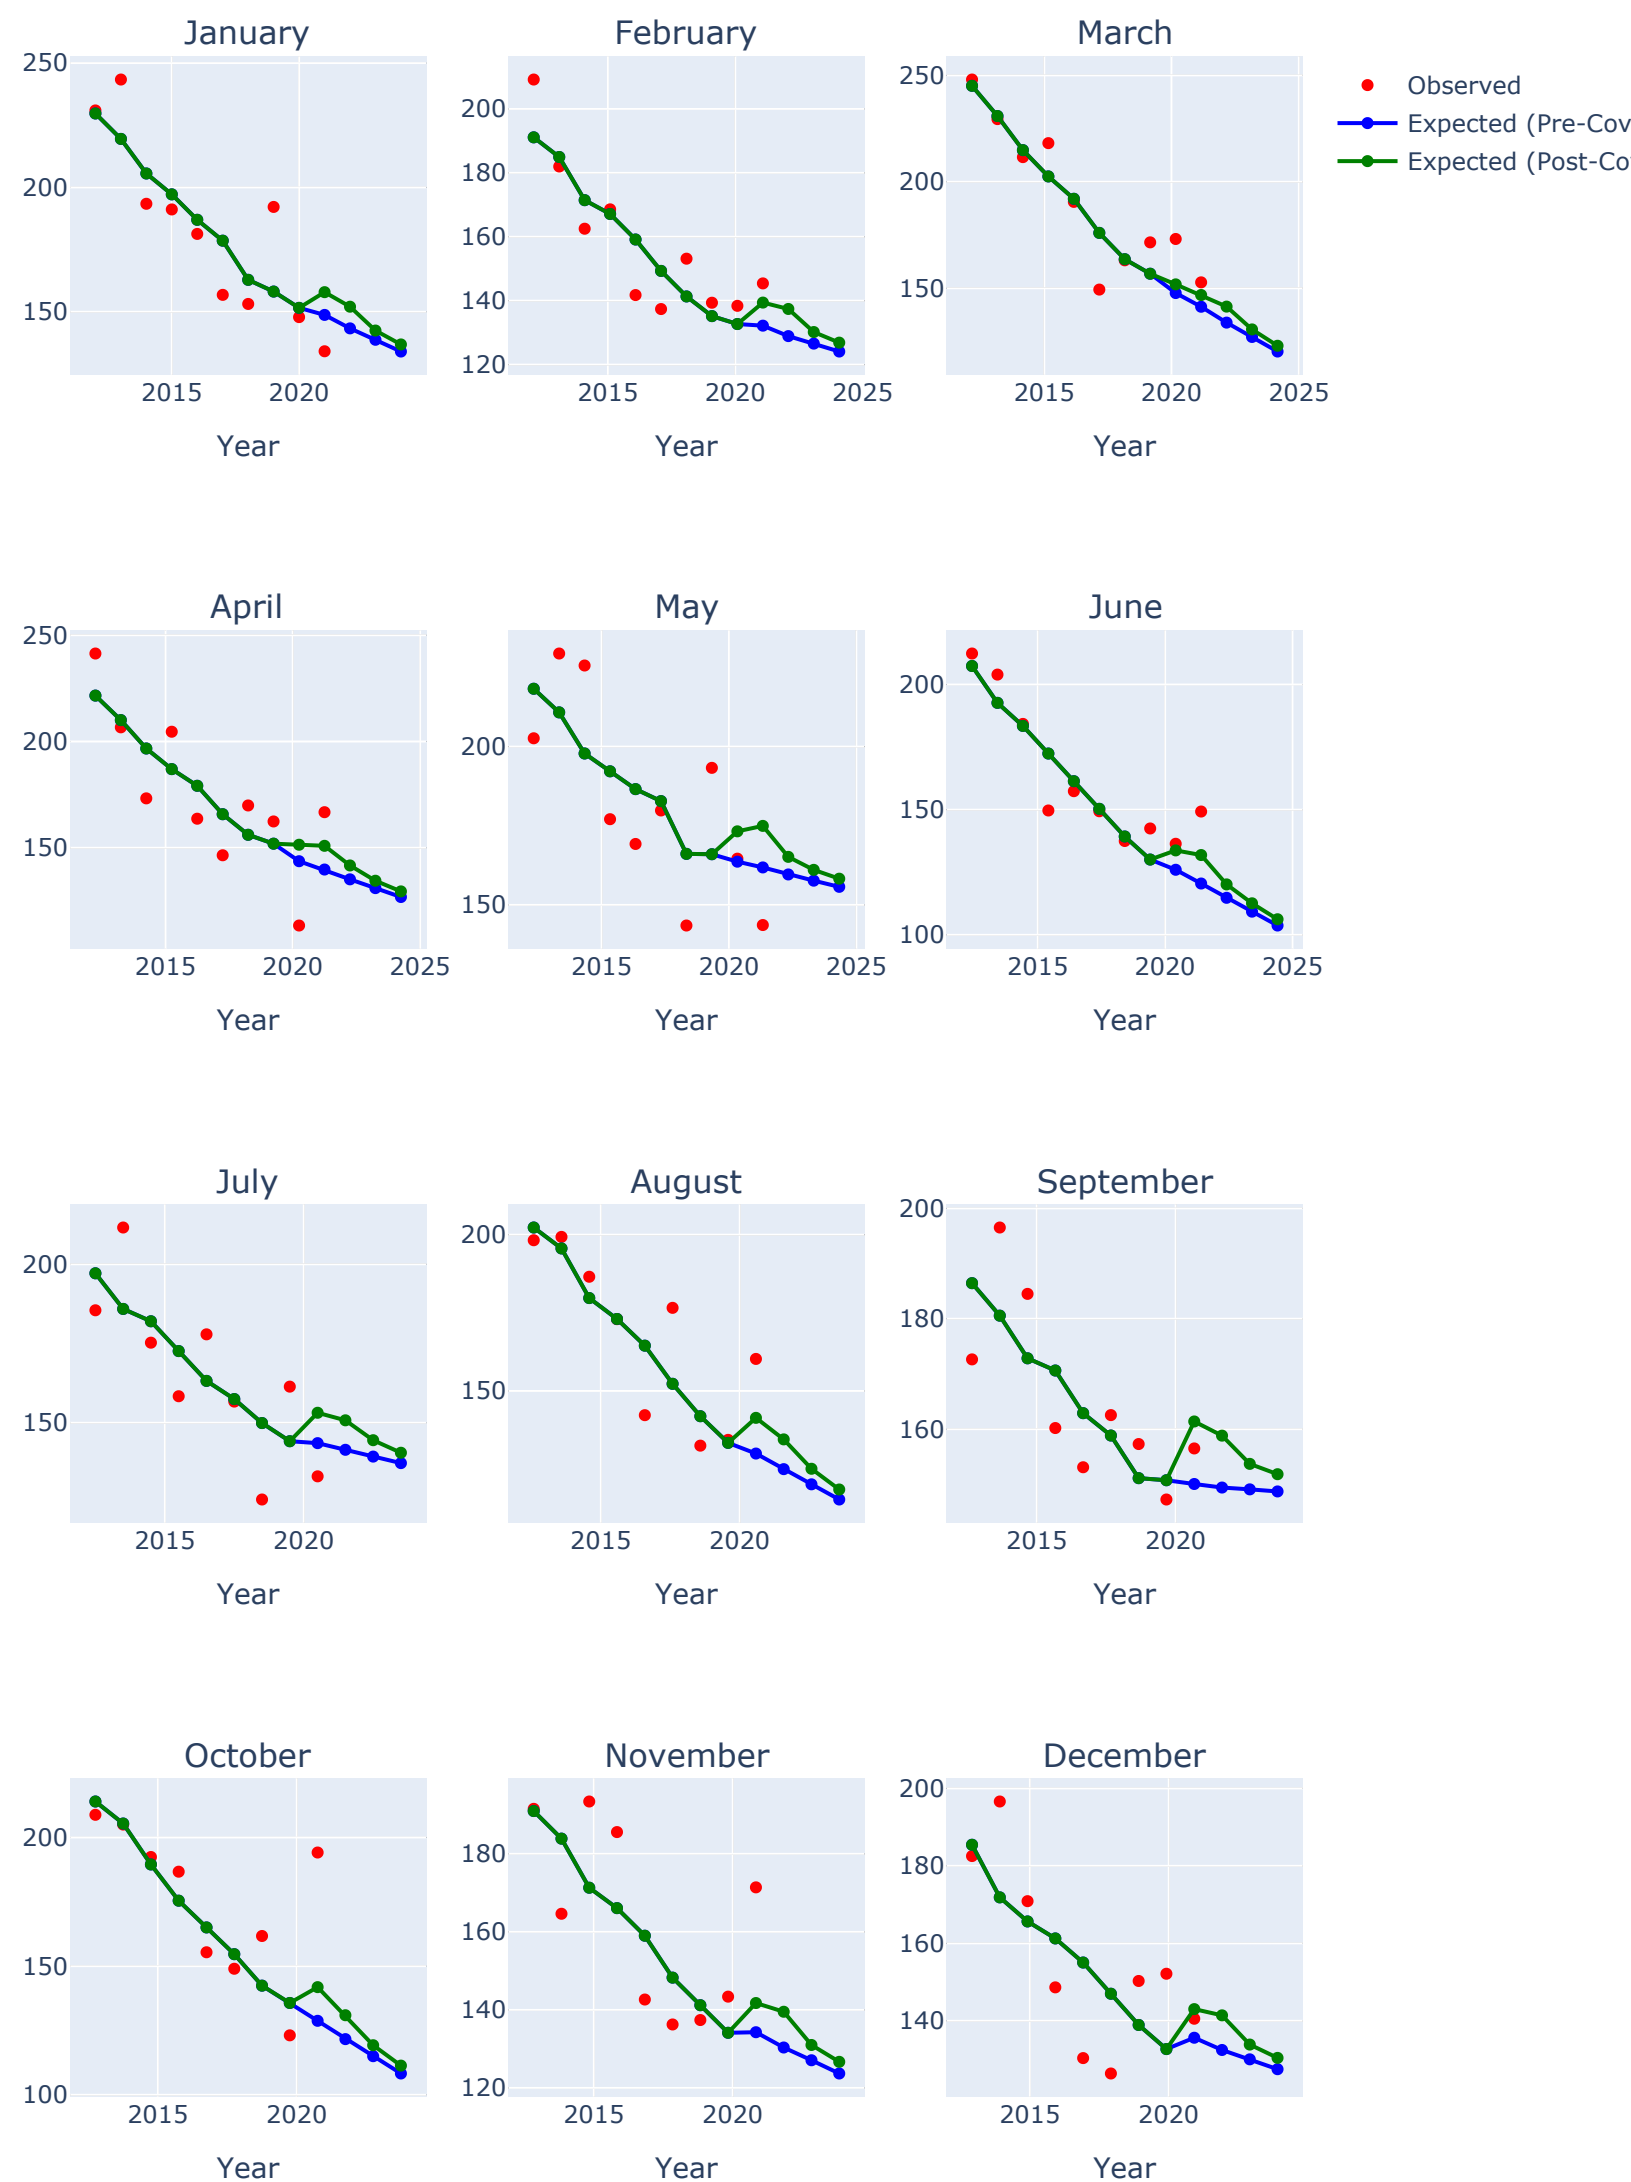 January
February
March
250
200
150
2015
2020
Year
200
180
160
140
120
2015
2020
2025
Year
250
200
150
2015
2020
2025
Year
Observed
Expected (Pre-Cov
Expected (Post-Co
April
May
June
250
200
150
2015
2020
2025
Year
200
150
2015
2020
2025
Year
200
150
100
2015
2020
2025
Year
July
August
September
200
150
2015
2020
Year
200
150
2015
2020
Year
200
180
160
2015
2020
Year
October
November
December
200
150
100
2015
2020
Year
180
160
140
120
2015
2020
Year
200
180
160
140
2015
2020
Year